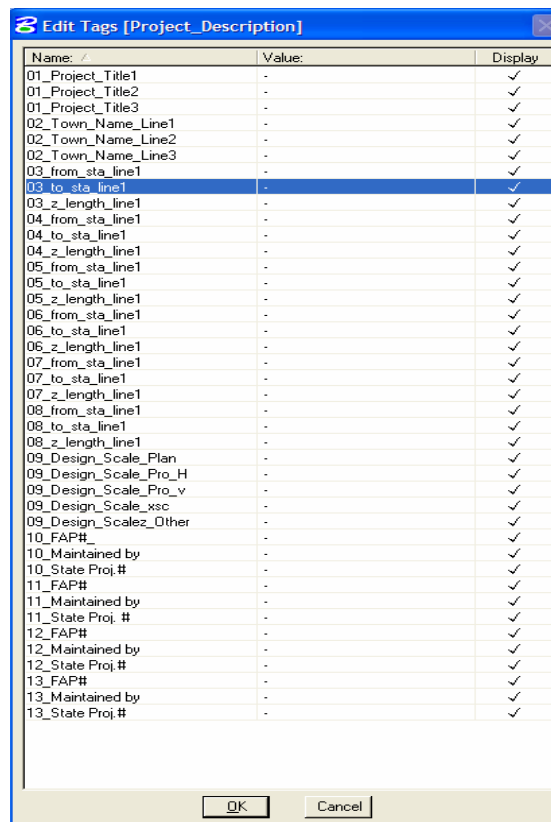 Edit Tags [Project_Description]
Name: Value: Display
01_Project_Title1 -
01_Project_Title2 -
01_Project_Title3 -
02_Town_Name_Line1 -
02_Town_Name_Line2 -
02_Town_Name_Line3 -
03_from_sta_line1 -
03_to_sta_line1 -
03_z_length_line1 -
04_from_sta_line1 -
04_to_sta_line1 -
04_z_length_line1 -
05_from_sta_line1 -
05_to_sta_line1 -
05_z_length_line1 -
06_from_sta_line1 -
06_to_sta_line1 -
06_z_length_line1 -
07_from_sta_line1 -
07_to_sta_line1 -
07_z_length_line1 -
08_from_sta_line1 -
08_to_sta_line1 -
08_z_length_line1 -
09_Design_Scale_Plan -
09_Design_Scale_Pro_H -
09_Design_Scale_Pro_v -
09_Design_Scale_xsc -
09_Design_Scalez_Other -
10_FAP#_ -
10_Maintained by -
10_State Proj.# -
11_FAP# -
11_Maintained by -
11_State Proj. # -
12_FAP# -
12_Maintained by -
12_State Proj.# -
13_FAP# -
13_Maintained by -
13_State Proj.# -
OK Cancel